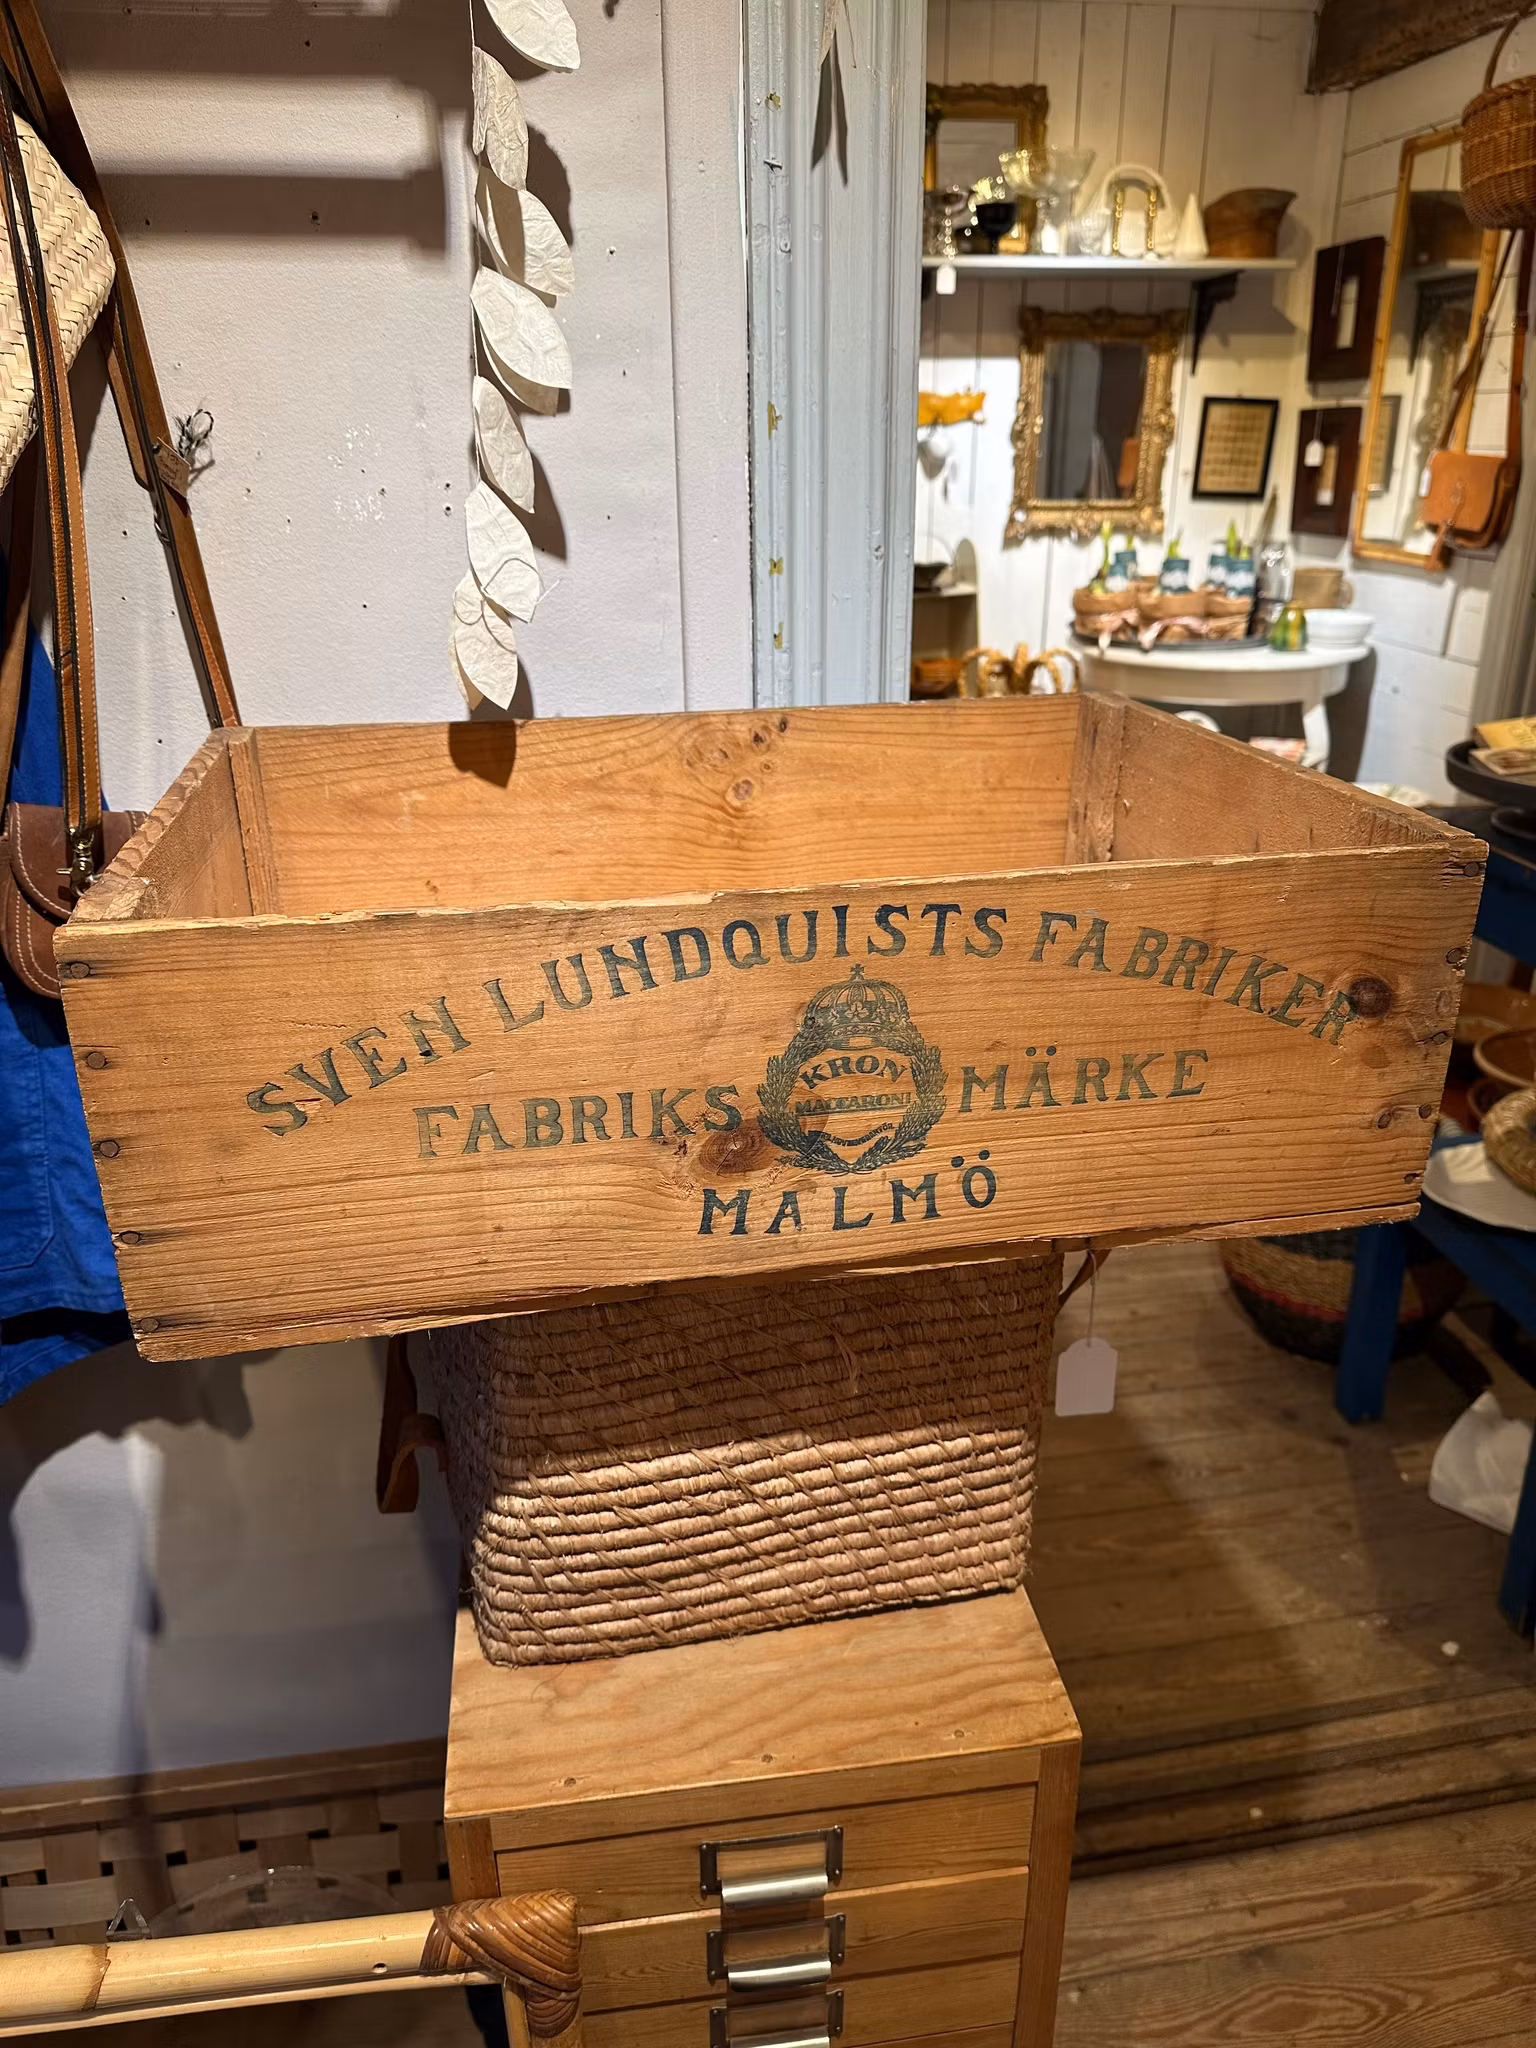 SVEN LUNDQUISTS FABRIKER
FABRIKS MÄRKE
KRON
MACCARONI
MALMÖ